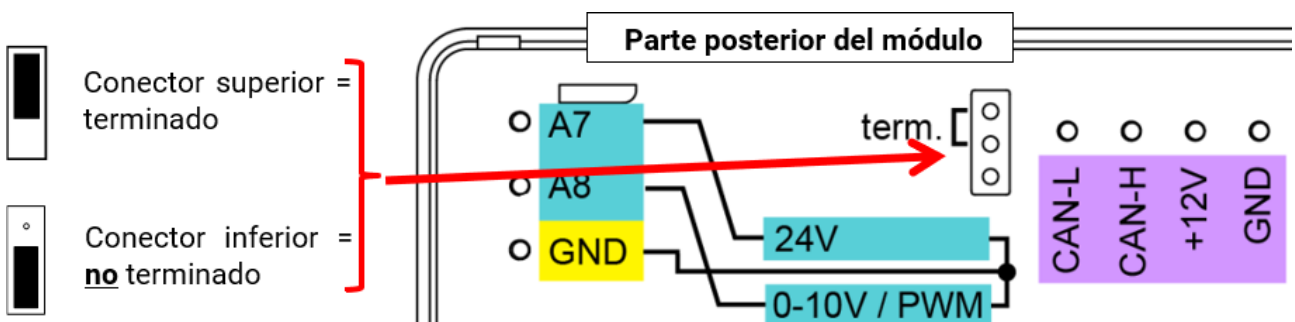 Parte posterior del módulo
Conector superior =
terminado
Conector inferior =
no terminado
A7
A8
GND
term.
24V
0-10V / PWM
CAN-L
CAN-H
+12V
GND